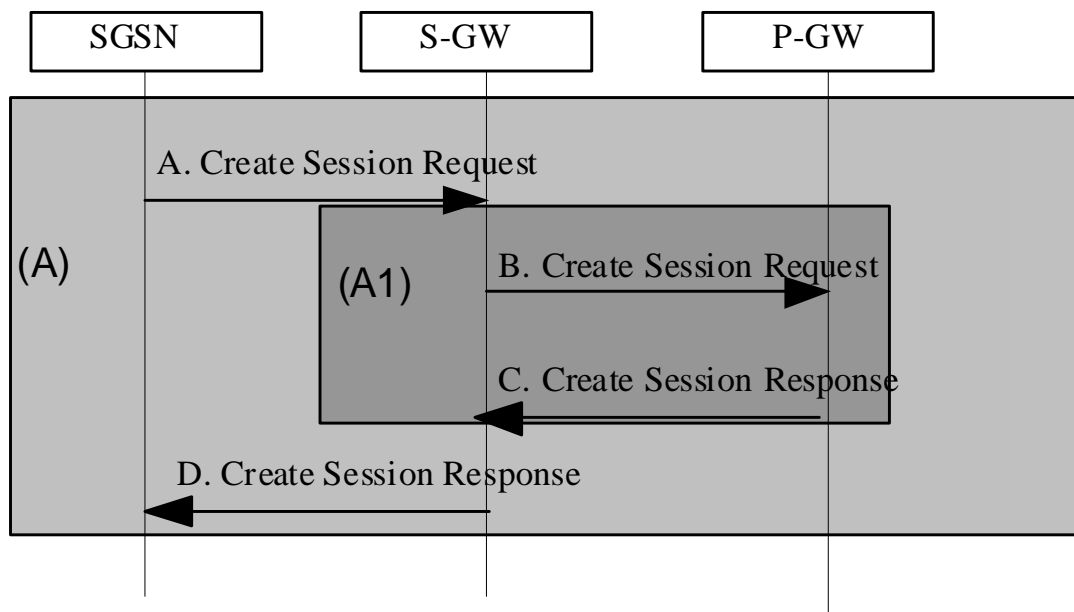 SGSN
S-GW
P-GW
A. Create Session Request
(A)
(A1)
B. Create Session Request
C. Create Session Response
D. Create Session Response